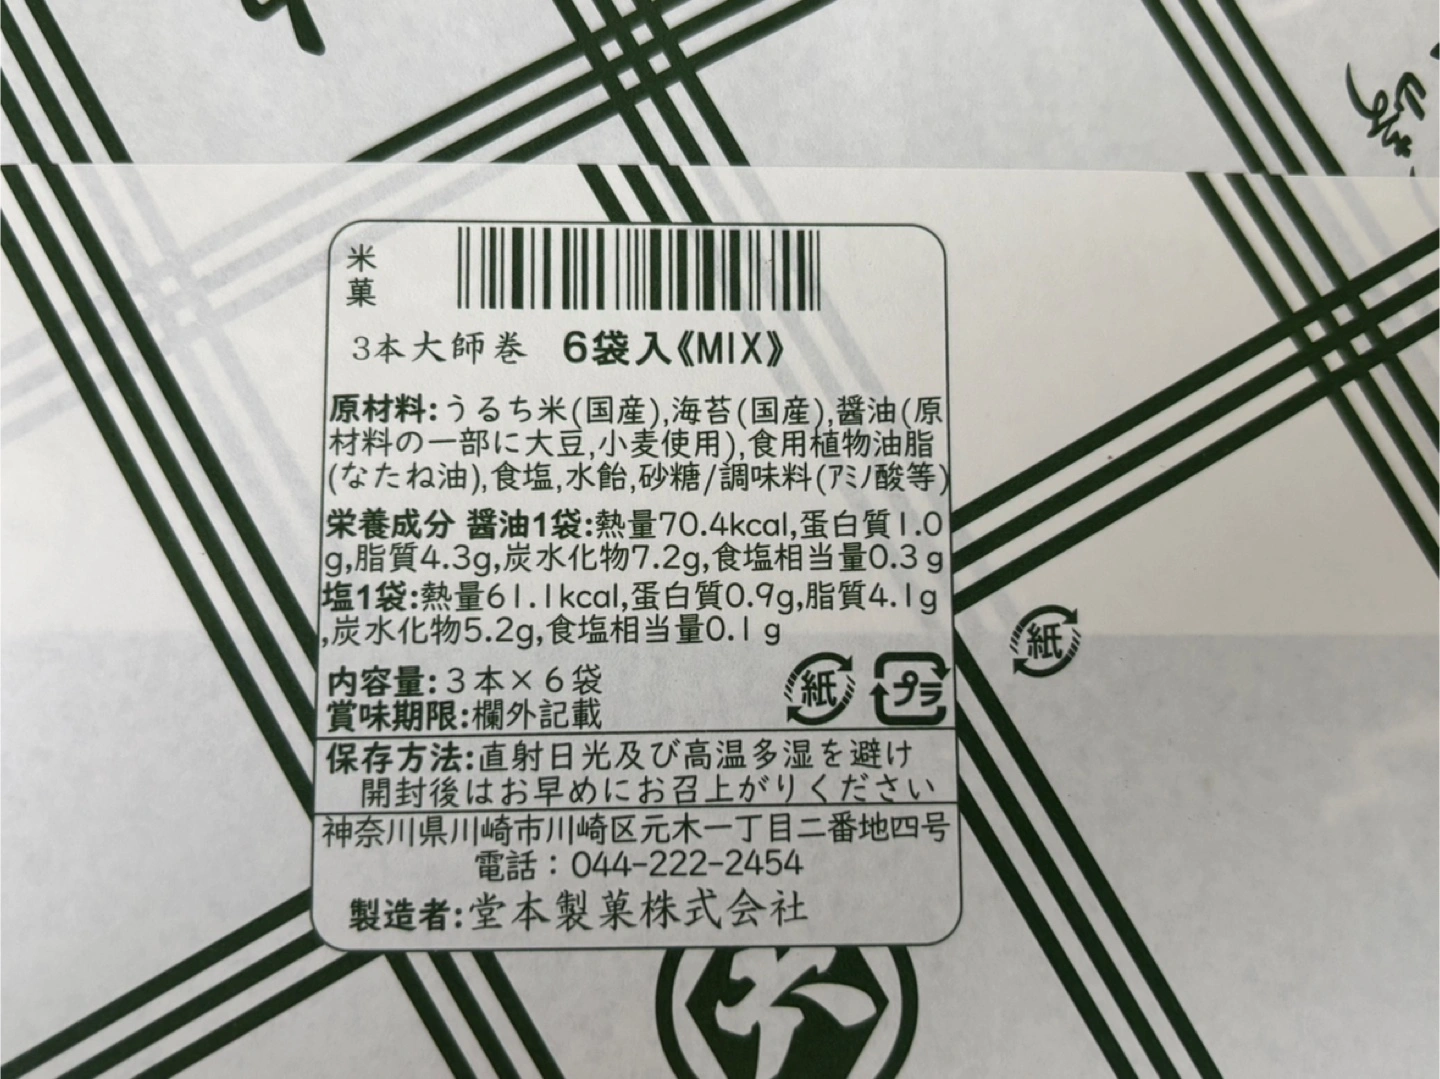 米菓
3本大師巻 6袋入《MIX》
原材料:うるち米(国産),海苔(国産),醤油(原
材料の一部に大豆,小麦使用),食用植物油脂
(なたね油),食塩,水飴,砂糖/調味料(アミノ酸等)
栄養成分 醤油1袋:熱量70.4kcal,蛋白質1.0
g,脂質4.3g,炭水化物7.2g,食塩相当量0.3g
塩1袋:熱量61.1kcal,蛋白質0.9g,脂質4.1g
,炭水化物5.2g,食塩相当量0.1g
内容量:3本×6袋
賞味期限:欄外記載
紙 プラ
紙
保存方法:直射日光及び高温多湿を避け
開封後はお早めにお召上がりください
神奈川県川崎市川崎区元木一丁目二番地四号
電話:044-222-2454
製造者:堂本製菓株式会社